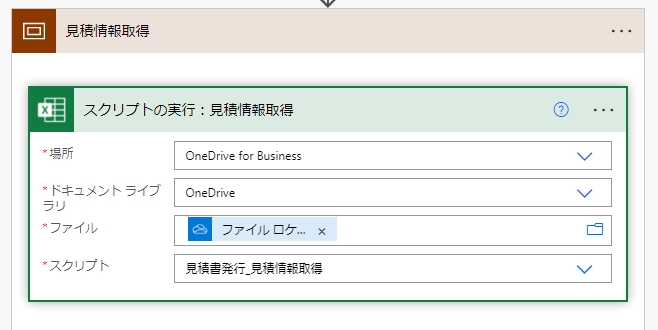 見積情報取得
スクリプトの実行：見積情報取得
*場所
OneDrive for Business
*ドキュメント ライブ
ラリ
OneDrive
*ファイル
ファイル ロケ...
*スクリプト
見積書発行_見積情報取得